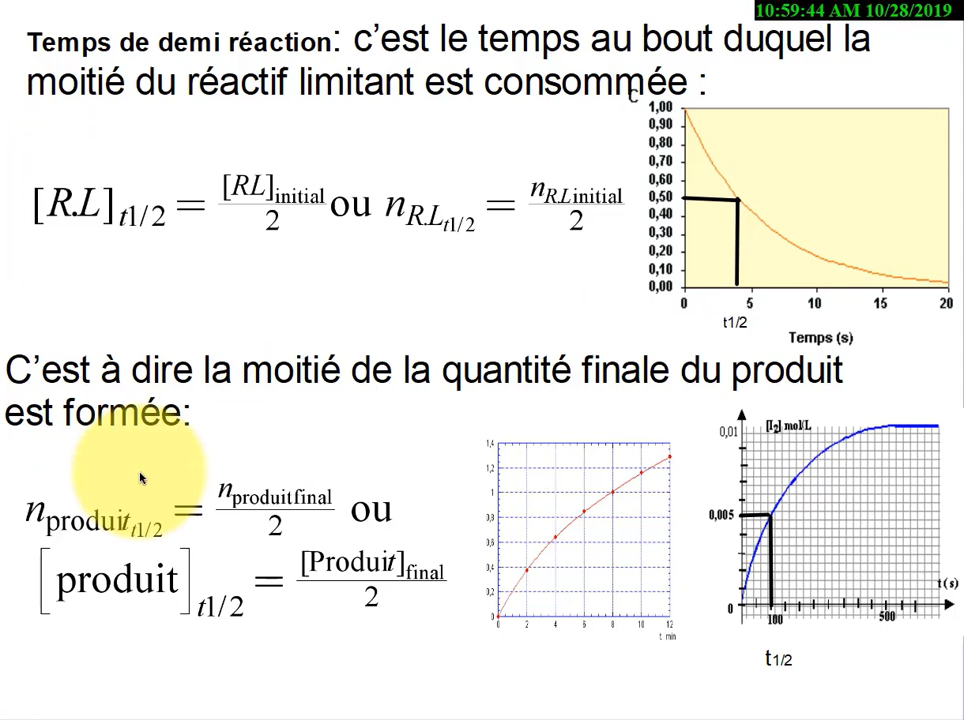 10:59:44 AM 10/28/2019
Temps de demi réaction: c’est le temps au bout duquel la
moitié du réactif limitant est consommée :
[R.L]t1/2 = [RL]initial/2 ou nR.Lt1/2 = nR.L initial/2
C
1,00
0,90
0,80
0,70
0,60
0,50
0,40
0,30
0,20
0,10
0,00
0 5 10 15 20
t1/2
Temps (s)
C’est à dire la moitié de la quantité finale du produit
est formée:
nproduitt1/2 = nproduitfinal/2 ou
[produit]t1/2 = [Produit]final/2
1,4
1,2
1
0,8
0,6
0,4
0,2
0
0 2 4 6 8 10 12
t min
0,01
[I2] mol/L
0,005
0
t(s)
100 500
t1/2